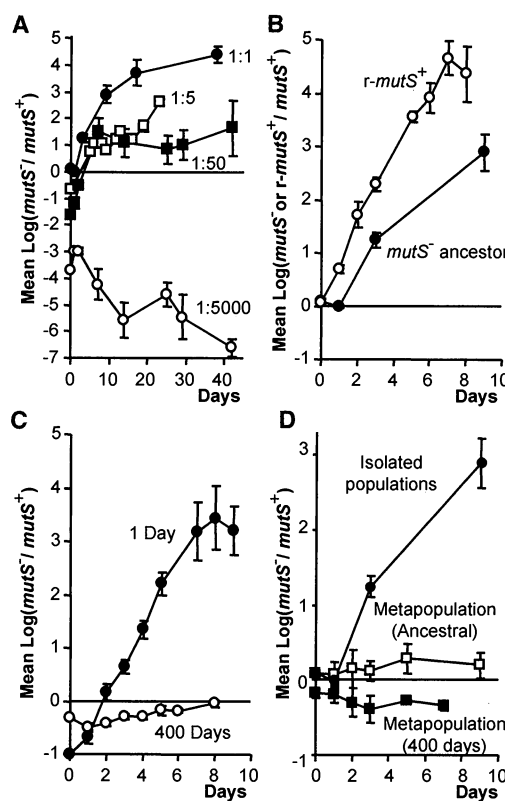 A
Mean Log(mutS⁻/ mutS⁺)
5
4
3
2
1
0
-1
-2
-3
-4
-5
-6
-7
1:1
1:5
1:50
1:5000
0 10 20 30 40
Days
B
Mean Log(mutS⁻ or r-mutS⁺/ mutS⁺)
5
4
3
2
1
0
-1
r-mutS⁺
mutS⁻ ancestor
0 2 4 6 8 10
Days
C
Mean Log(mutS⁻/ mutS⁺)
5
4
3
2
1
0
-1
1 Day
400 Days
0 2 4 6 8 10
Days
D
Mean Log(mutS⁻/ mutS⁺)
3
2
1
0
-1
Isolated
populations
Metapopulation
(Ancestral)
Metapopulation
(400 days)
0 2 4 6 8 10
Days